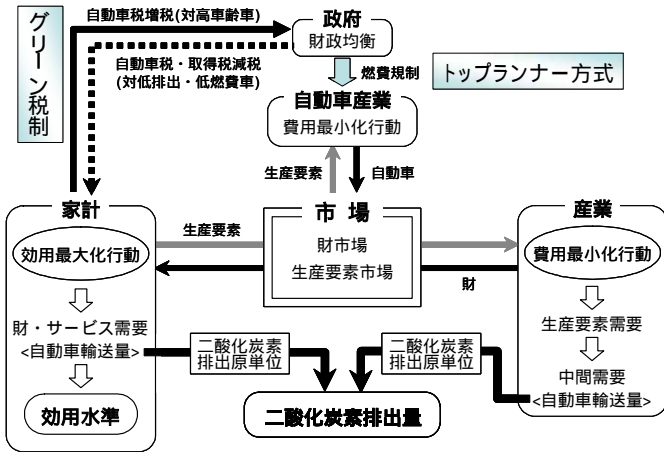 グリーン税制
自動車税増税(対高車齢車)
自動車税・取得税減税
(対低排出・低燃費車)
政府
財政均衡
燃費規制
トップランナー方式
自動車産業
費用最小化行動
生産要素
自動車
家計
効用最大化行動
財・サービス需要
<自動車輸送量>
効用水準
生産要素
市 場
財市場
生産要素市場
財
産業
費用最小化行動
生産要素需要
中間需要
<自動車輸送量>
二酸化炭素
排出原単位
二酸化炭素
排出原単位
二酸化炭素排出量